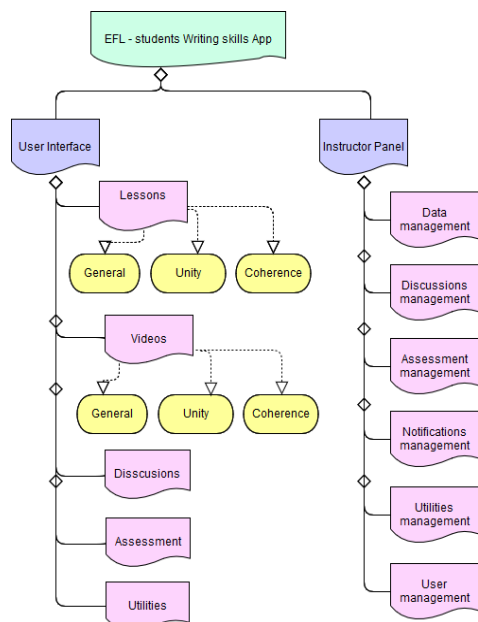 EFL - students Writing skills App
User Interface
Instructor Panel
Lessons
General
Unity
Coherence
Videos
General
Unity
Coherence
Disscusions
Assessment
Utilities
Data
management
Discussions
management
Assessment
management
Notifications
management
Utilities
management
User
management